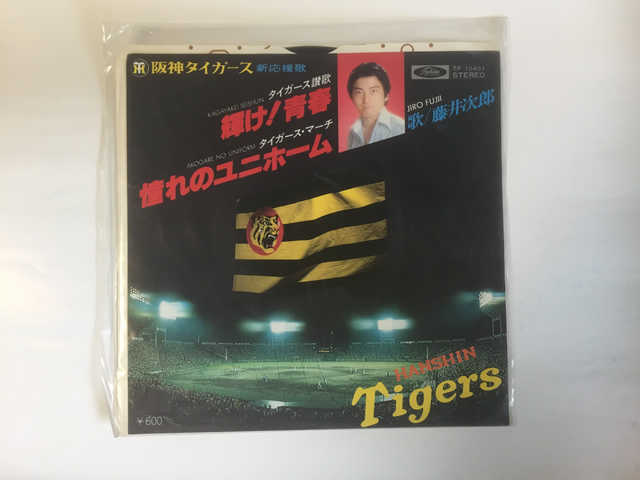 阪神タイガース 新応援歌
KAGAYAKE! SEISHUN タイガース讃歌
輝け!青春
AKOGARE NO UNIFORM タイガース・マーチ
憧れのユニホーム
TP-10401
STEREO
JIRO FUJII
歌/藤井次郎
HANSHIN
Tigers
¥600